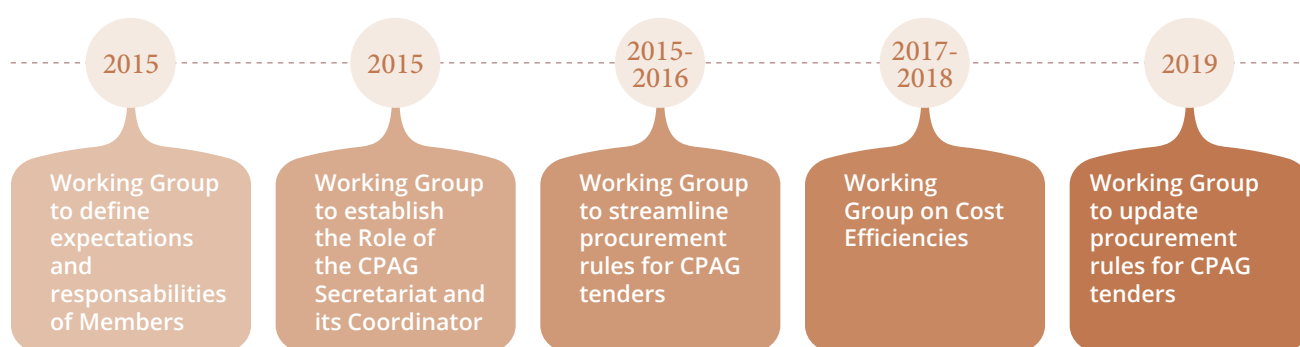 2015
Working Group
to define
expectations
and
responsabilities
of Members
2015
Working Group
to establish
the Role of
the CPAG
Secretariat and
its Coordinator
2015-
2016
Working Group
to streamline
procurement
rules for CPAG
tenders
2017-
2018
Working
Group on Cost
Efficiencies
2019
Working Group
to update
procurement
rules for CPAG
tenders